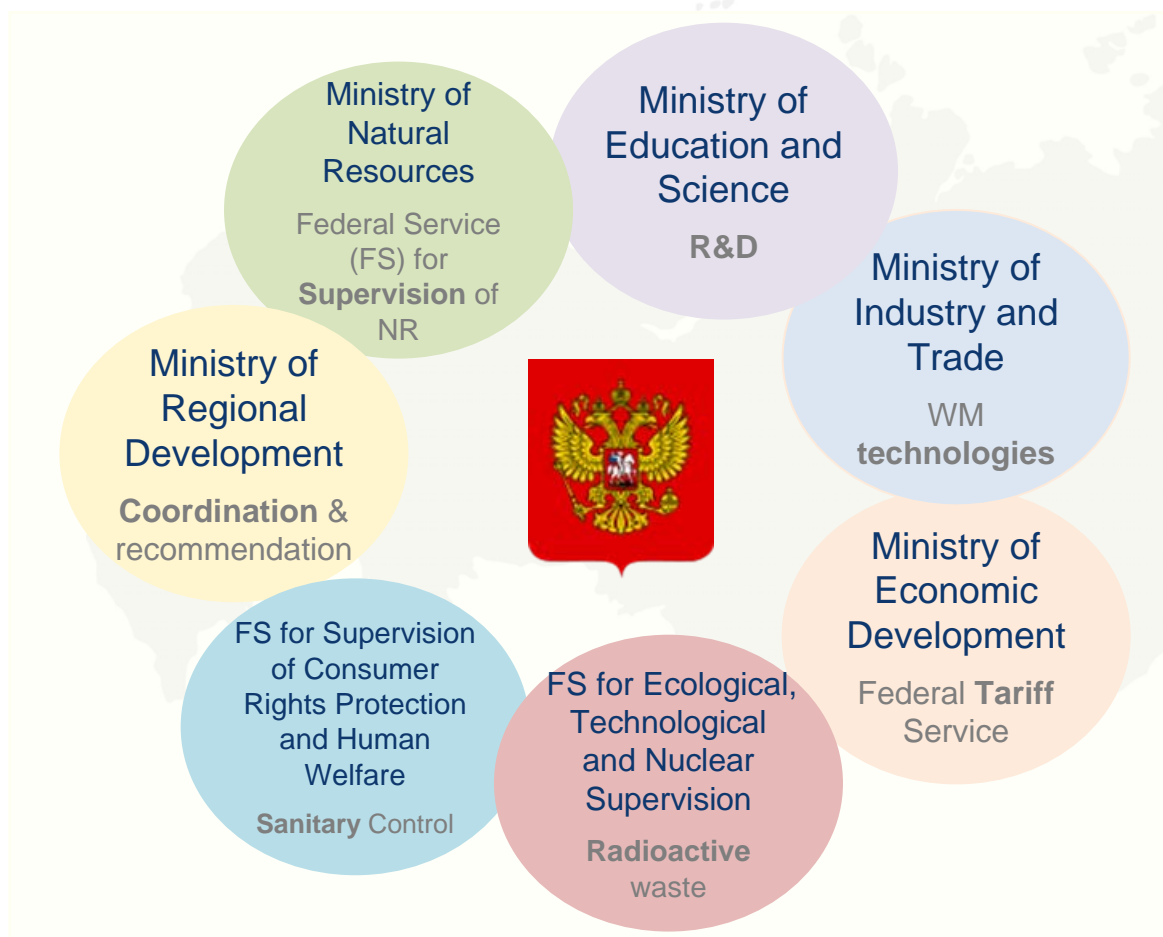 Ministry of
Natural
Resources
Federal Service
(FS) for
Supervision of
NR
Ministry of
Education and
Science
R&D
Ministry of
Industry and
Trade
WM
technologies
Ministry of
Economic
Development
Federal Tariff
Service
FS for Ecological,
Technological
and Nuclear
Supervision
Radioactive
waste
FS for Supervision
of Consumer
Rights Protection
and Human
Welfare
Sanitary Control
Ministry of
Regional
Development
Coordination &
recommendation